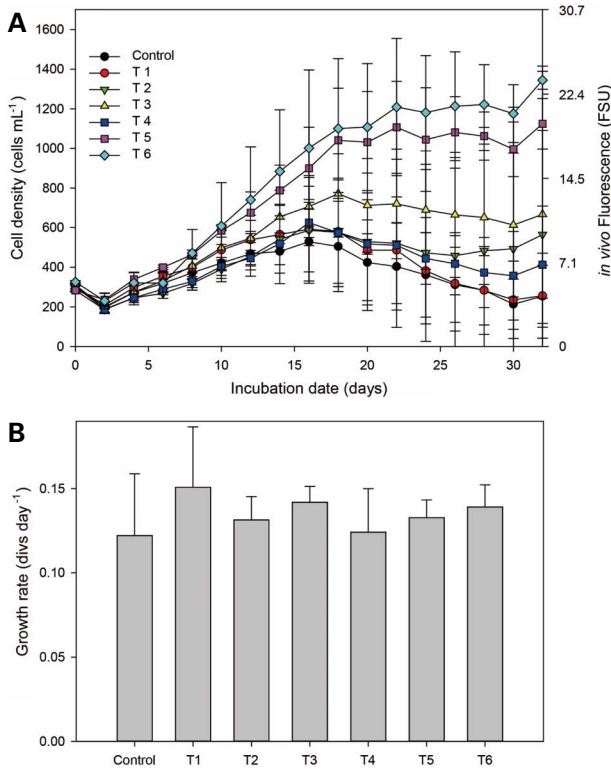 A
Cell density (cells mL⁻¹)
1600
1400
1200
1000
800
600
400
200
0
Control
T 1
T 2
T 3
T 4
T 5
T 6
30.7
22.4
14.5
7.1
0
in vivo Fluorescence (FSU)
0 5 10 15 20 25 30
Incubation date (days)
B
Growth rate (divs day⁻¹)
0.15
0.10
0.05
0.00
Control T1 T2 T3 T4 T5 T6